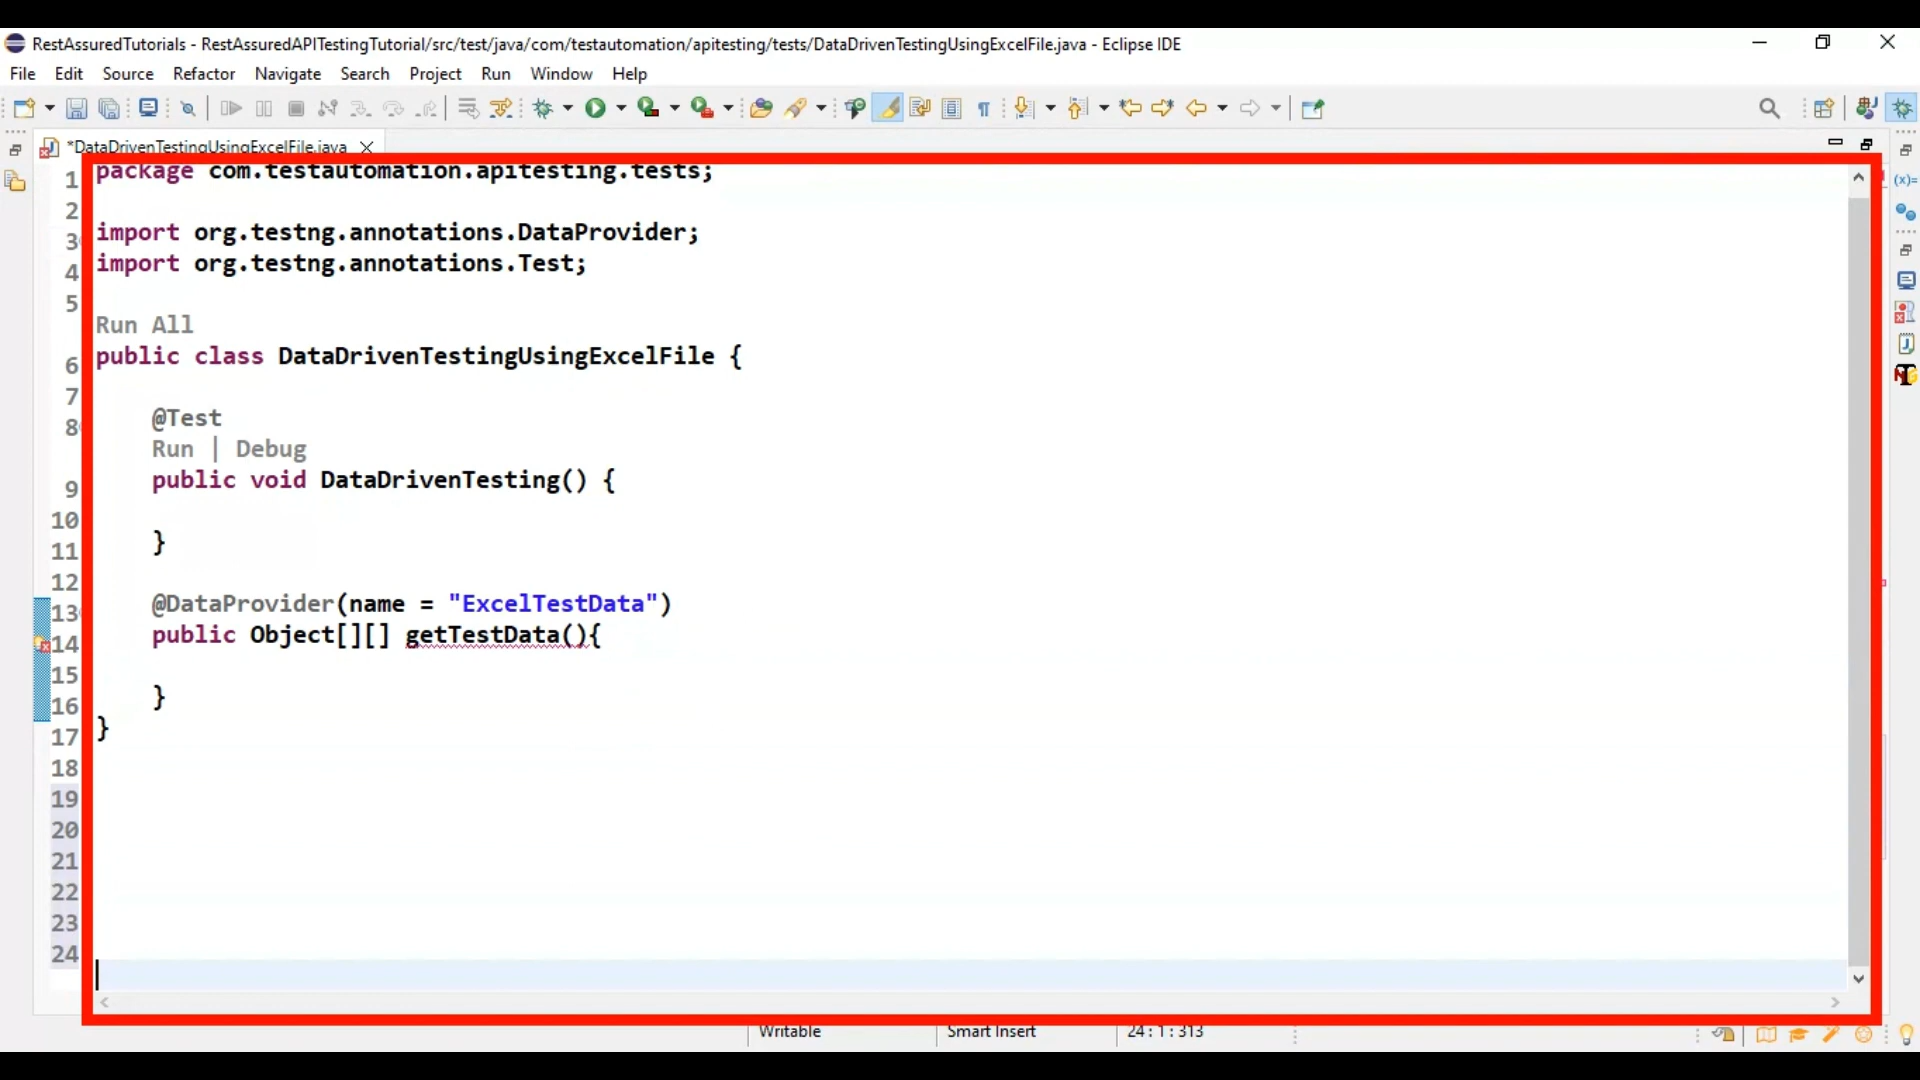 RestAssuredTutorials - RestAssuredAPITestingTutorial/src/test/java/com/testautomation/apitesting/tests/DataDrivenTestingUsingExcelFile.java - Eclipse IDE
File Edit Source Refactor Navigate Search Project Run Window Help
*DataDrivenTestingUsingExcelFile.java
1 package com.testautomation.apitesting.tests;
2
3 import org.testng.annotations.DataProvider;
4 import org.testng.annotations.Test;
5
Run All
6 public class DataDrivenTestingUsingExcelFile {
7
8 @Test
Run | Debug
9 public void DataDrivenTesting() {
10
11 }
12
13 @DataProvider(name = "ExcelTestData")
14 public Object[][] getTestData(){
15
16 }
17 }
18
19
20
21
22
23
24
Writable Smart Insert 24 : 1 : 313